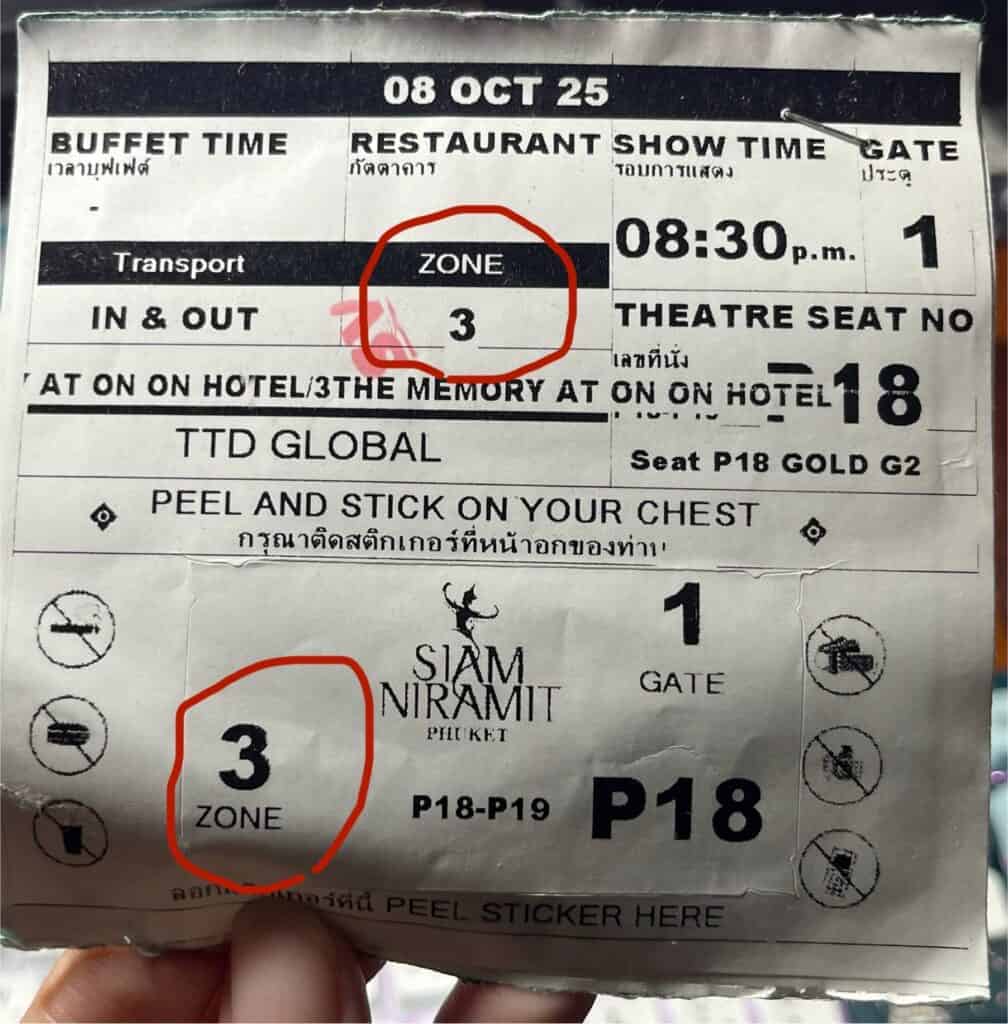 08 OCT 25
BUFFET TIME RESTAURANT SHOW TIME GATE
เวลาบุฟเฟ่ต์ ภัตตาคาร รอบการแสดง ประตู
-
08:30 p.m. 1
Transport ZONE
IN & OUT 3
THEATRE SEAT NO
เลขที่นั่ง
Y AT ON ON HOTEL/3THE MEMORY AT ON ON HOTEL 18
TTD GLOBAL
Seat P18 GOLD G2
PEEL AND STICK ON YOUR CHEST
กรุณาติดสติกเกอร์ที่หน้าอกของท่าน
1
GATE
SIAM
NIRAMIT
PHUKET
3
ZONE
P18-P19
P18
PEEL STICKER HERE